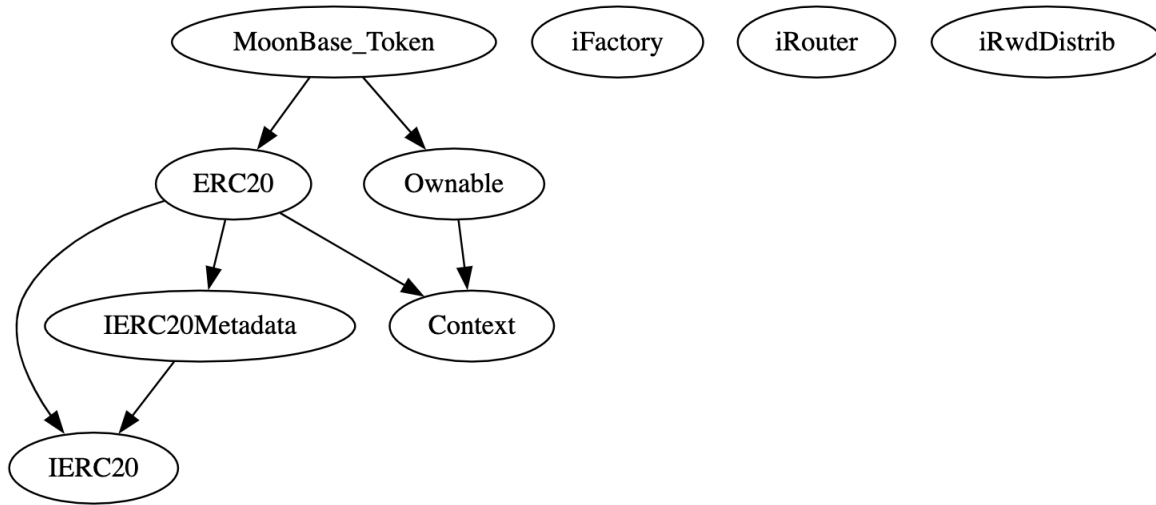 MoonBase_Token
iFactory
iRouter
iRwdDistrib
ERC20
Ownable
IERC20Metadata
Context
IERC20